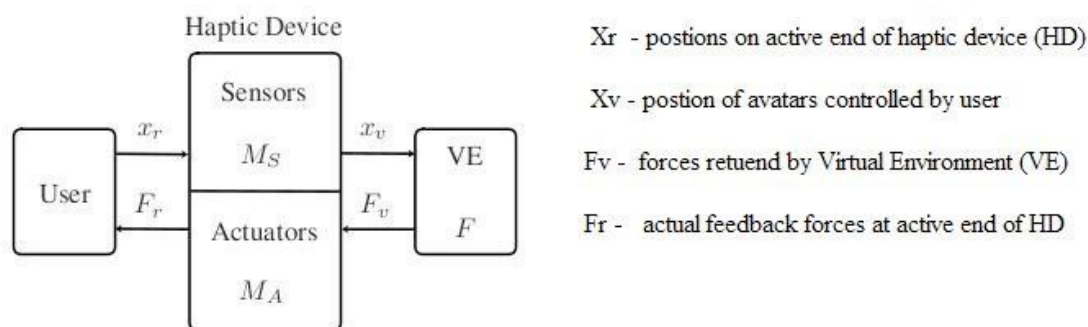 Haptic Device
Sensors
M_S
Actuators
M_A
User
x_r
F_r
x_v
F_v
VE
F
Xr - postions on active end of haptic device (HD)
Xv - postion of avatars controlled by user
Fv - forces retuend by Virtual Environment (VE)
Fr - actual feedback forces at active end of HD